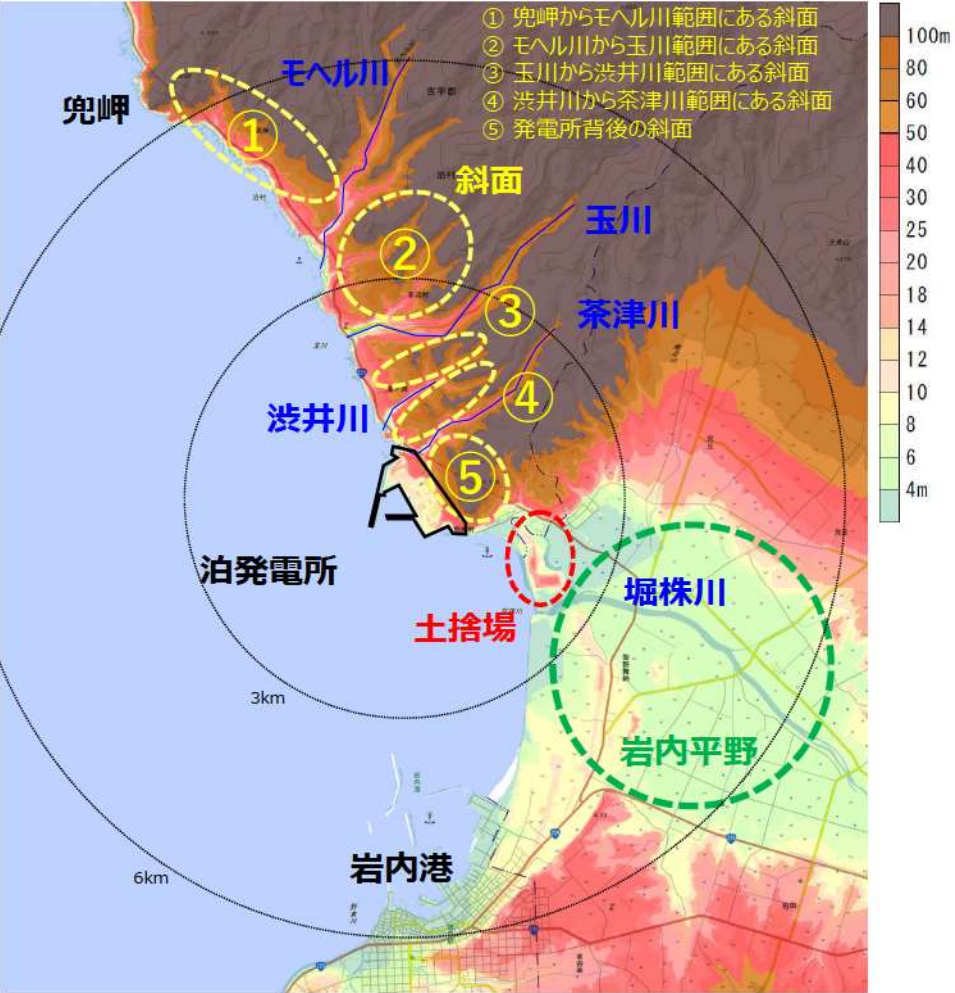 ① 兜岬からモヘル川範囲にある斜面
② モヘル川から玉川範囲にある斜面
③ 玉川から渋井川範囲にある斜面
④ 渋井川から茶津川範囲にある斜面
⑤ 発電所背後の斜面
100m
80
60
50
40
30
25
20
18
14
12
10
8
6
4m
モヘル川
兜岬
①
斜面
泊村
玉川
②
③
茶津川
④
渋井川
⑤
泊発電所
堀株川
土捨場
3km
岩内平野
岩内港
6km